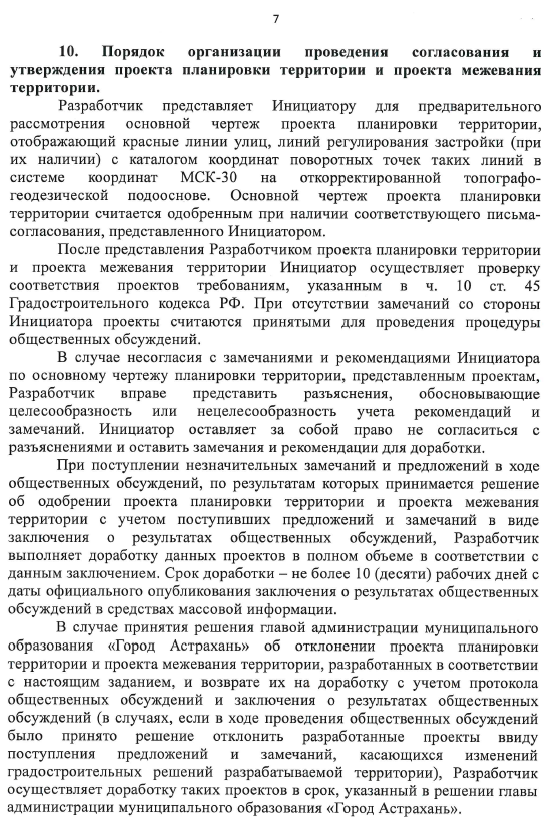 7
10. Порядок организации проведения согласования и
утверждения проекта планировки территории и проекта межевания
территории.
Разработчик представляет Инициатору для предварительного
рассмотрения основной чертеж проекта планировки территории,
отображающий красные линии улиц, линий регулирования застройки (при
их наличии) с каталогом координат поворотных точек таких линий в
системе координат МСК-30 на откорректированной топографо-
геодезической подооснове. Основной чертеж проекта планировки
территории считается одобренным при наличии соответствующего письма-
согласования, представленного Инициатором.
После представления Разработчиком проекта планировки территории
и проекта межевания территории Инициатор осуществляет проверку
соответствия проектов требованиям, указанным в ч. 10 ст. 45
Градостроительного кодекса РФ. При отсутствии замечаний со стороны
Инициатора проекты считаются принятыми для проведения процедуры
общественных обсуждений.
В случае несогласия с замечаниями и рекомендациями Инициатора
по основному чертежу планировки территории, представленным проектам,
Разработчик вправе представить разъяснения, обосновывающие
целесообразность или нецелесообразность учета рекомендаций и
замечаний. Инициатор оставляет за собой право не согласиться с
разъяснениями и оставить замечания и рекомендации для доработки.
При поступлении незначительных замечаний и предложений в ходе
общественных обсуждений, по результатам которых принимается решение
об одобрении проекта планировки территории и проекта межевания
территории с учетом поступивших предложений и замечаний в виде
заключения о результатах общественных обсуждений, Разработчик
выполняет доработку данных проектов в полном объеме в соответствии с
данным заключением. Срок доработки – не более 10 (десяти) рабочих дней с
даты официального опубликования заключения о результатах общественных
обсуждений в средствах массовой информации.
В случае принятия решения главой администрации муниципального
образования «Город Астрахань» об отклонении проекта планировки
территории и проекта межевания территории, разработанных в соответствии
с настоящим заданием, и возврате их на доработку с учетом протокола
общественных обсуждений и заключения о результатах общественных
обсуждений (в случаях, если в ходе проведения общественных обсуждений
было принято решение отклонить разработанные проекты ввиду
поступления предложений и замечаний, касающихся изменений
градостроительных решений разрабатываемой территории), Разработчик
осуществляет доработку таких проектов в срок, указанный в решении главы
администрации муниципального образования «Город Астрахань».